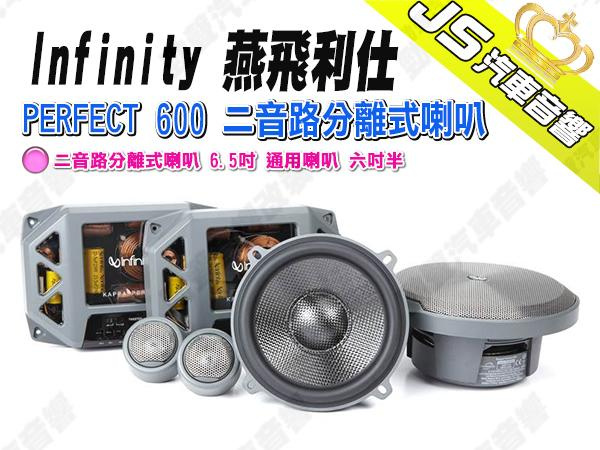 Infinity 燕飛利仕
JS汽車音響
PERFECT 600 二音路分離式喇叭
二音路分離式喇叭 6.5吋 通用喇叭 六吋半
Infinity
Infinity